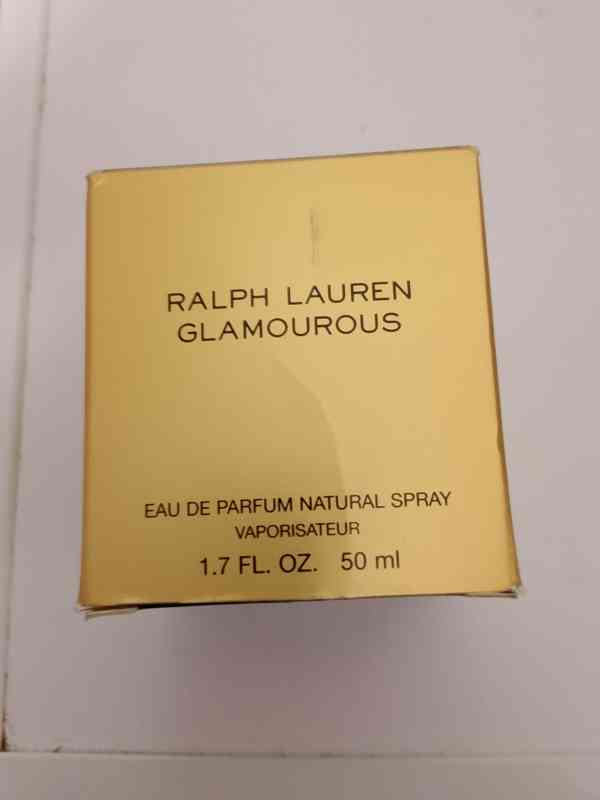 RALPH LAUREN
GLAMOUROUS
EAU DE PARFUM NATURAL SPRAY
VAPORISATEUR
1.7 FL. OZ. 50 ml